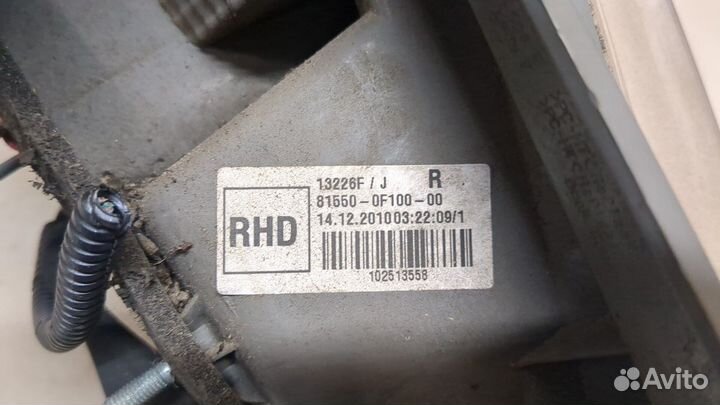 13226F / J R
81550-0F100-00
RHD
14.12.2010 03:22:09/1
102513558
Avito